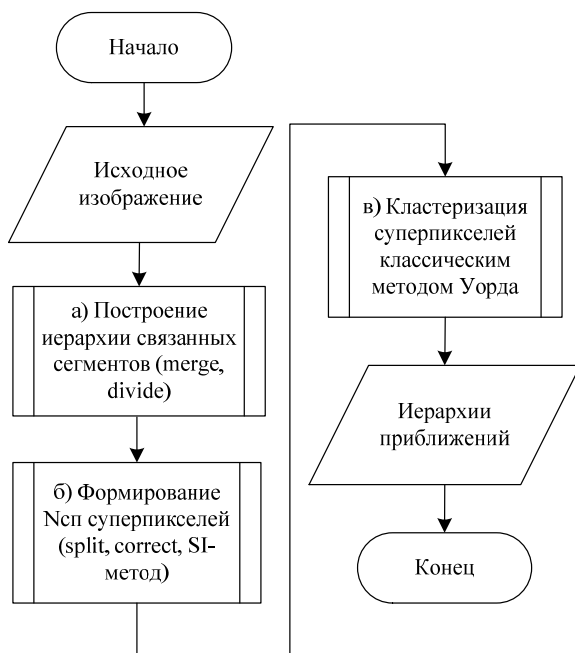 Начало
Исходное
изображение
а) Построение
иерархии связанных
сегментов (merge,
divide)
б) Формирование
Nсп суперпикселей
(split, correct, SI-
метод)
в) Кластеризация
суперпикселей
классическим
методом Уорда
Иерархии
приближений
Конец